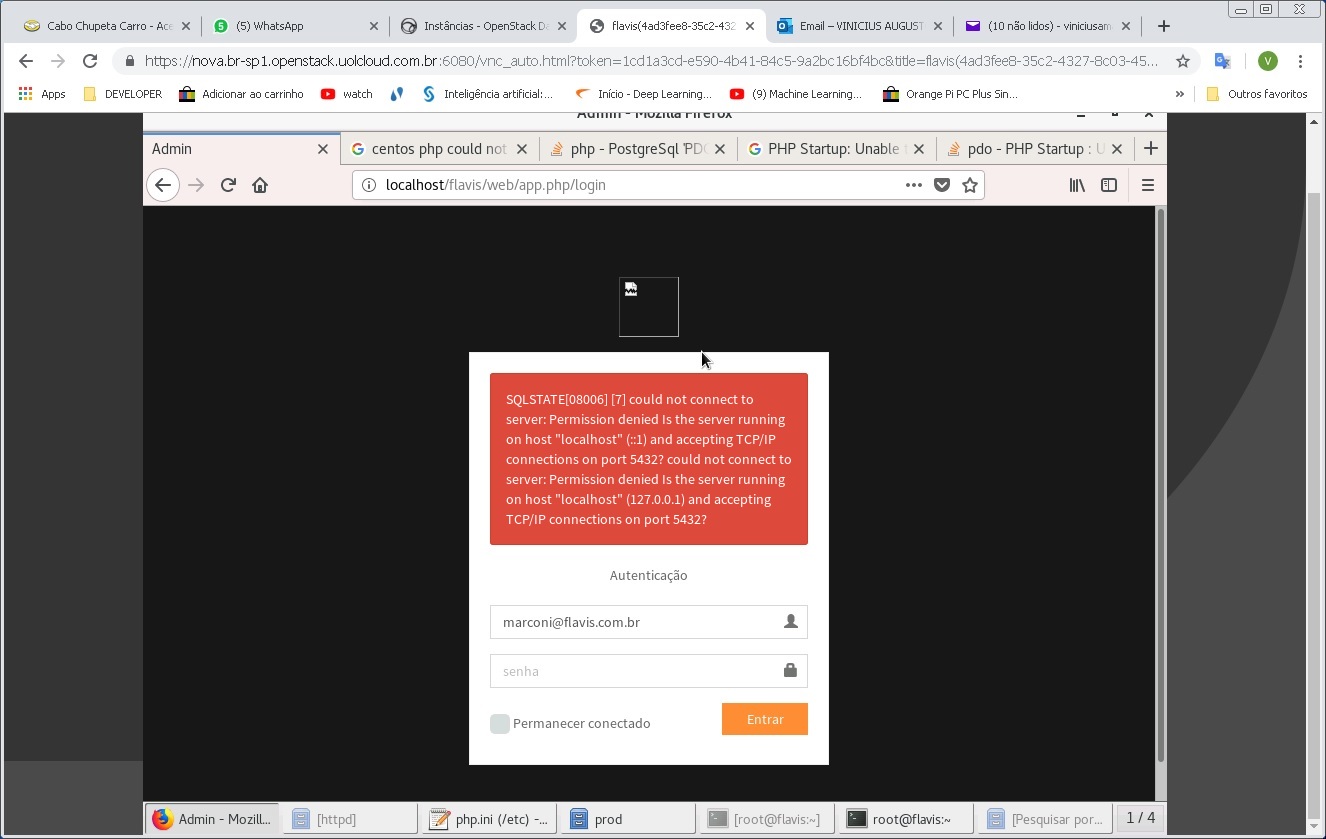 Cabo Chupeta Carro - Ace
(5) WhatsApp
Instâncias - OpenStack Da
flavis(4ad3fee8-35c2-432
Email – VINICIUS AUGUST
(10 não lidos) - viniciusam
https://nova.br-sp1.openstack.uolcloud.com.br:6080/vnc_auto.html?token=1cd1a3cd-e590-4b41-84c5-9a2bc16bf4bc&title=flavis(4ad3fee8-35c2-4327-8c03-45...
V
Apps
DEVELOPER
Adicionar ao carrinho
watch
Inteligência artificial:...
Início - Deep Learning...
(9) Machine Learning...
Orange Pi PC Plus Sin...
»
Outros favoritos
Admin - Mozilla Firefox
Admin
centos php could not
php - PostgreSql 'PDO
PHP Startup: Unable t
pdo - PHP Startup : U
localhost/flavis/web/app.php/login
SQLSTATE[08006] [7] could not connect to
server: Permission denied Is the server running
on host "localhost" (::1) and accepting TCP/IP
connections on port 5432? could not connect to
server: Permission denied Is the server running
on host "localhost" (127.0.0.1) and accepting
TCP/IP connections on port 5432?
Autenticação
marconi@flavis.com.br
senha
Permanecer conectado
Entrar
Admin - Mozill...
[httpd]
php.ini (/etc) -...
prod
[root@flavis:~]
root@flavis:~
[Pesquisar por...
1 / 4